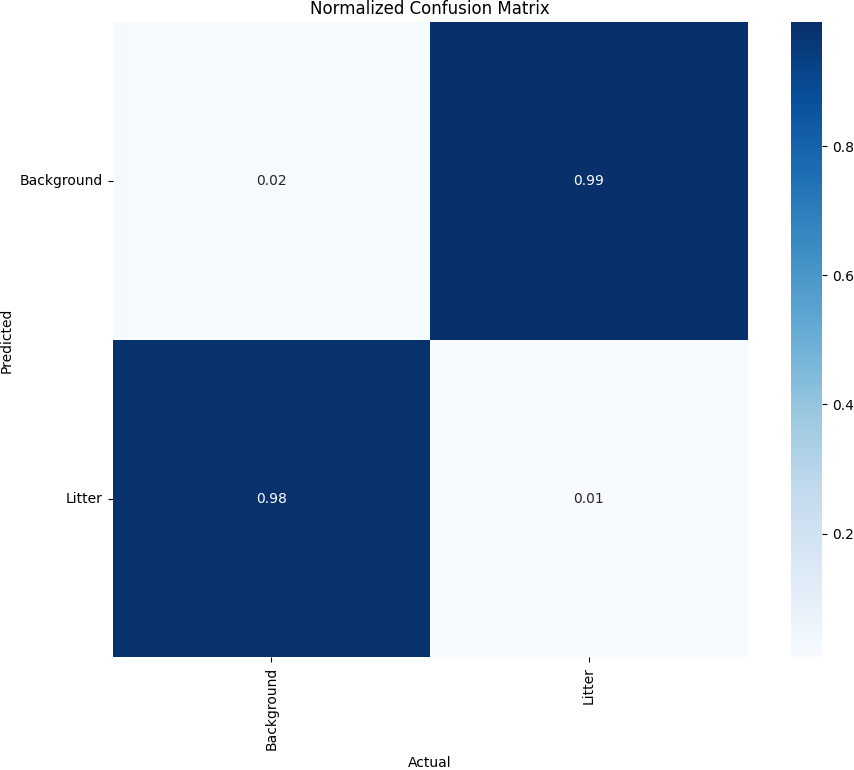 Normalized Confusion Matrix
Background
0.02
0.99
0.8
0.6
Predicted
0.4
Litter
0.98
0.01
0.2
Background
Litter
Actual